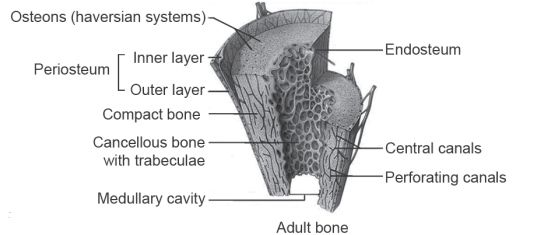 Osteons (haversian systems)
Periosteum
Inner layer
Outer layer
Compact bone
Cancellous bone
with trabeculae
Medullary cavity
Endosteum
Central canals
Perforating canals
Adult bone